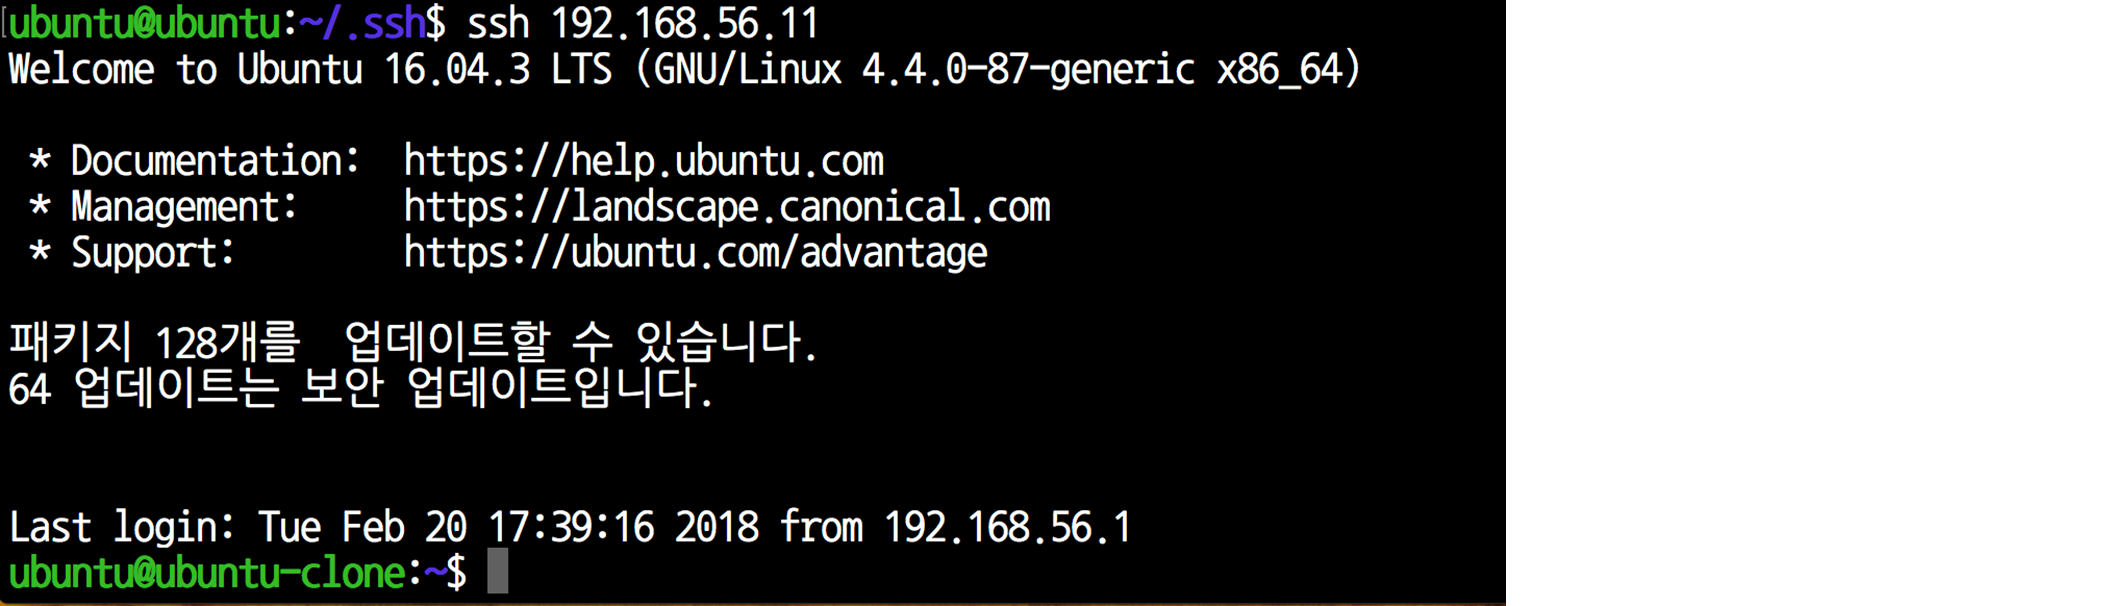 ubuntu@ubuntu:~/.ssh$ ssh 192.168.56.11
Welcome to Ubuntu 16.04.3 LTS (GNU/Linux 4.4.0-87-generic x86_64)
* Documentation:  https://help.ubuntu.com
* Management:     https://landscape.canonical.com
* Support:        https://ubuntu.com/advantage
패키지 128개를  업데이트할 수 있습니다.
64 업데이트는 보안 업데이트입니다.
Last login: Tue Feb 20 17:39:16 2018 from 192.168.56.1
ubuntu@ubuntu-clone:~$